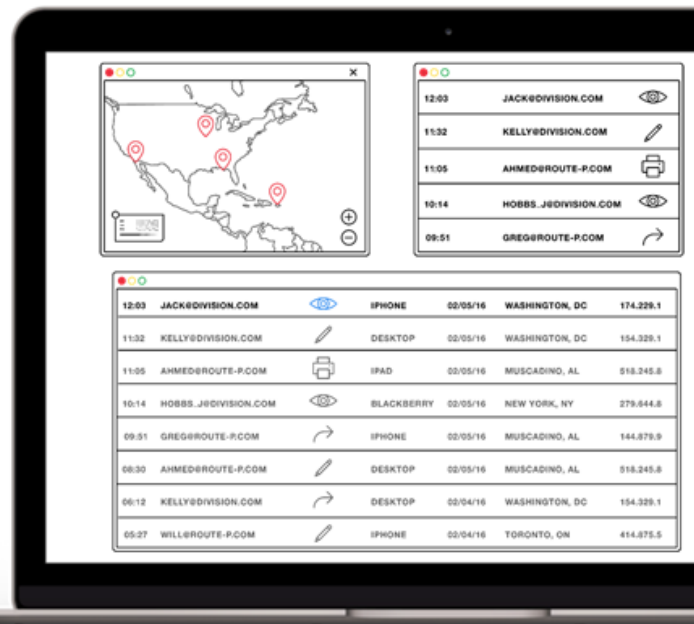 12:03 JACK@DIVISION.COM
11:32 KELLY@DIVISION.COM
11:05 AHMED@ROUTE-P.COM
10:14 HOBBS.J@DIVISION.COM
09:51 GREG@ROUTE-P.COM
12:03 JACK@DIVISION.COM IPHONE 02/05/16 WASHINGTON, DC 174.229.1
11:32 KELLY@DIVISION.COM DESKTOP 02/05/16 WASHINGTON, DC 154.329.1
11:05 AHMED@ROUTE-P.COM IPAD 02/05/16 MUSCADINO, AL 518.245.8
10:14 HOBBS.J@DIVISION.COM BLACKBERRY 02/05/16 NEW YORK, NY 279.644.8
09:51 GREG@ROUTE-P.COM IPHONE 02/05/16 MUSCADINO, AL 144.879.9
08:30 AHMED@ROUTE-P.COM DESKTOP 02/05/16 MUSCADINO, AL 518.245.8
06:12 KELLY@DIVISION.COM DESKTOP 02/04/16 WASHINGTON, DC 154.329.1
05:27 WILL@ROUTE-P.COM IPHONE 02/04/16 TORONTO, ON 414.875.5